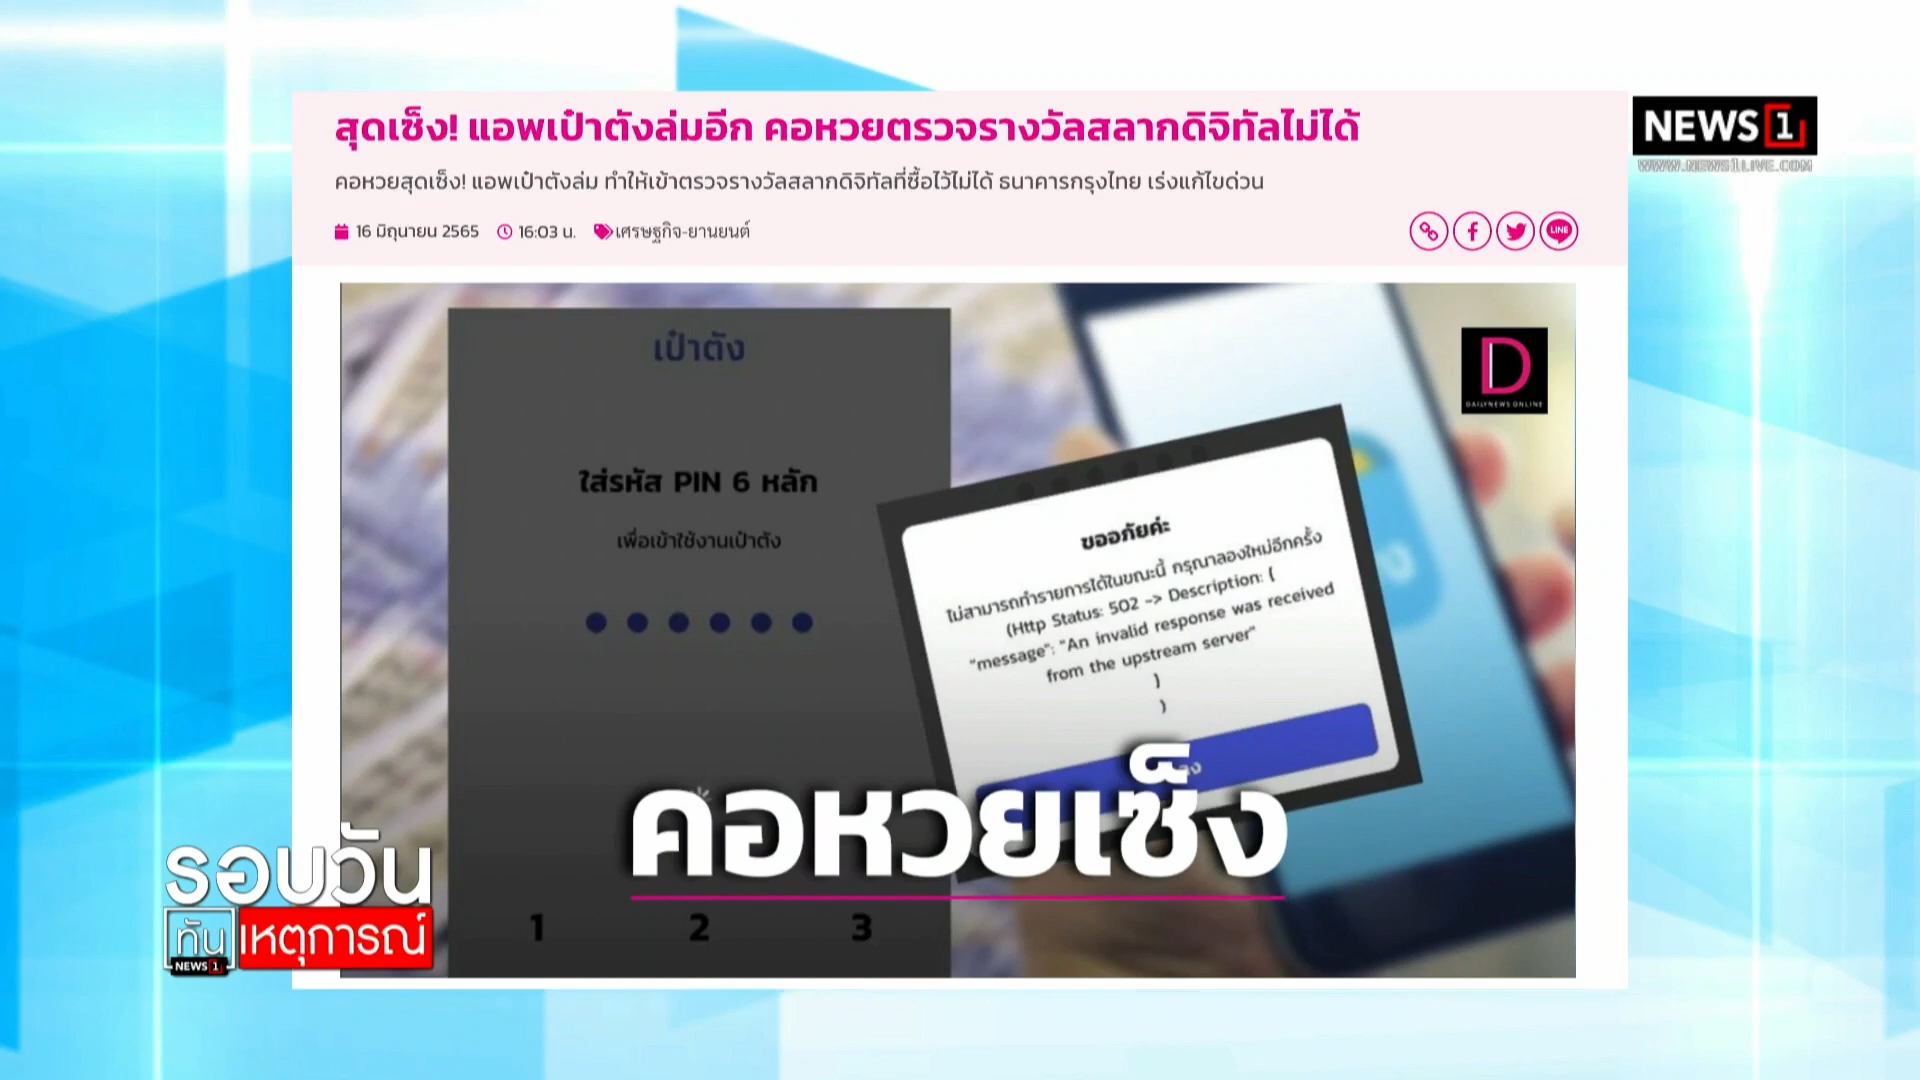 สุดเซ็ง! แอพเป๋าตังล่มอีก คอหวยตรวจรางวัลสลากดิจิทัลไม่ได้
NEWS 1
WWW.NEWS1LIVE.COM
คอหวยสุดเซ็ง! แอพเป๋าตังล่ม ทำให้เข้าตรวจรางวัลสลากดิจิทัลที่ซื้อไว้ไม่ได้ ธนาคารกรุงไทย เร่งแก้ไขด่วน
16 มิถุนายน 2565 16:03 น. เศรษฐกิจ-ยานยนต์
LINE
เป๋าตัง
D
DAILYNEWS ONLINE
ใส่รหัส PIN 6 หลัก
เพื่อเข้าใช้งานเป๋าตัง
ขออภัยค่ะ
ไม่สามารถทำรายการได้ในขณะนี้ กรุณาลองใหม่อีกครั้ง
(Http Status: 502 -> Description: {
"message": "An invalid response was received
from the upstream server"
}
)
คอหวยเซ็ง
1 2 3
รอบวัน
ทัน เหตุการณ์
NEWS 1